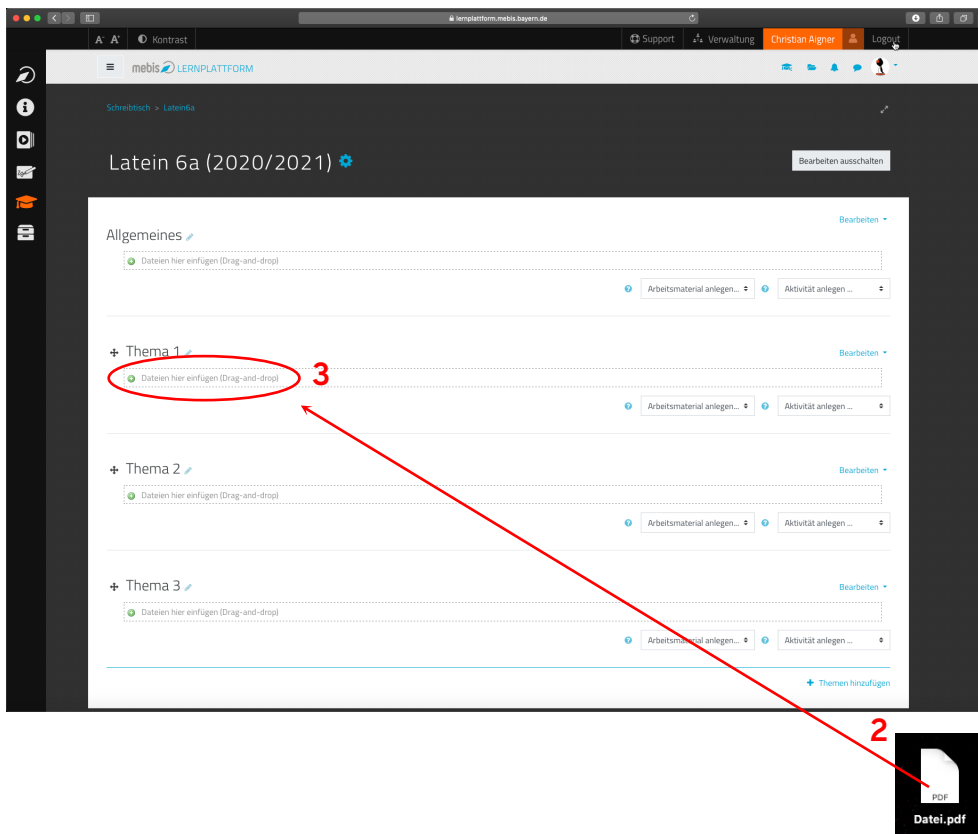 lernplattform.mebis.bayern.de
A- A+ Kontrast Support Verwaltung Christian Aigner Logout
mebis LERNPLATTFORM
Schreibtisch > Latein6a
Latein 6a (2020/2021) Bearbeiten ausschalten
Bearbeiten
Allgemeines
Dateien hier einfügen (Drag-and-drop)
Arbeitsmaterial anlegen... Aktivität anlegen ...
Thema 1 Bearbeiten
Dateien hier einfügen (Drag-and-drop) 3
Arbeitsmaterial anlegen... Aktivität anlegen ...
Thema 2 Bearbeiten
Dateien hier einfügen (Drag-and-drop)
Arbeitsmaterial anlegen... Aktivität anlegen ...
Thema 3 Bearbeiten
Dateien hier einfügen (Drag-and-drop)
Arbeitsmaterial anlegen... Aktivität anlegen ...
+ Themen hinzufügen
2
PDF
Datei.pdf